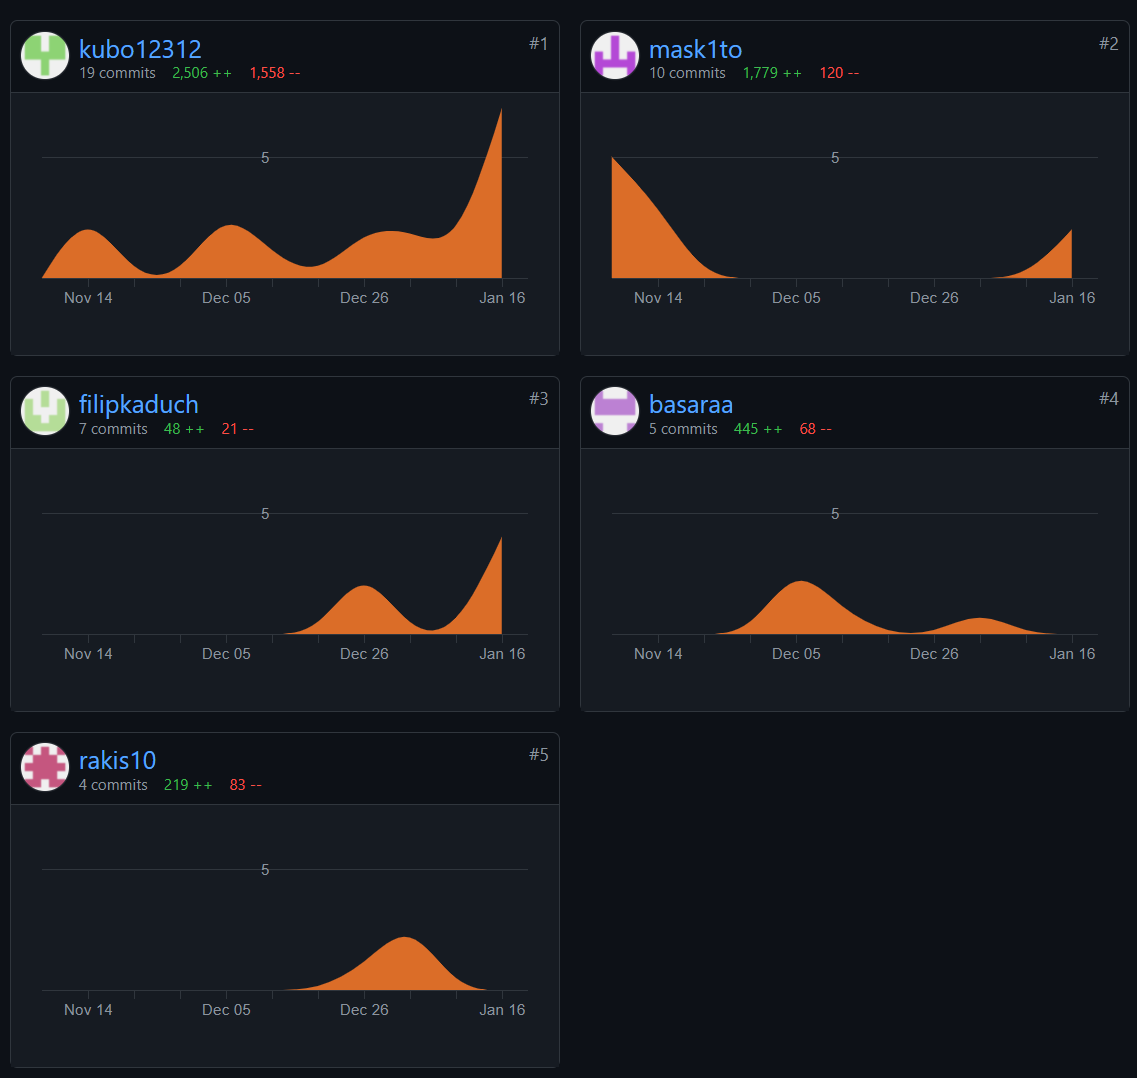 kubo12312 #1
19 commits 2,506 ++ 1,558 --
5
Nov 14 Dec 05 Dec 26 Jan 16
mask1to #2
10 commits 1,779 ++ 120 --
5
Nov 14 Dec 05 Dec 26 Jan 16
filipkaduch #3
7 commits 48 ++ 21 --
5
Nov 14 Dec 05 Dec 26 Jan 16
basaraa #4
5 commits 445 ++ 68 --
5
Nov 14 Dec 05 Dec 26 Jan 16
rakis10 #5
4 commits 219 ++ 83 --
5
Nov 14 Dec 05 Dec 26 Jan 16